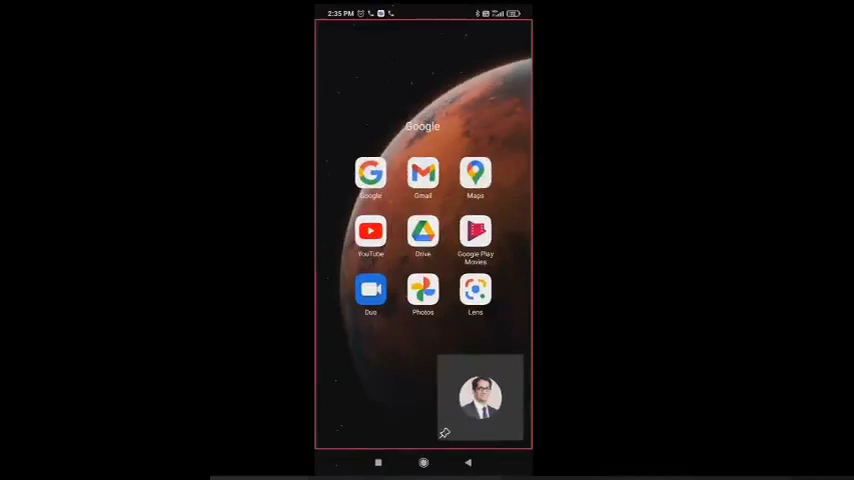 2:35 PM
Google
Google Gmail Maps
YouTube Drive Google Play
Movies
Duo Photos Lens